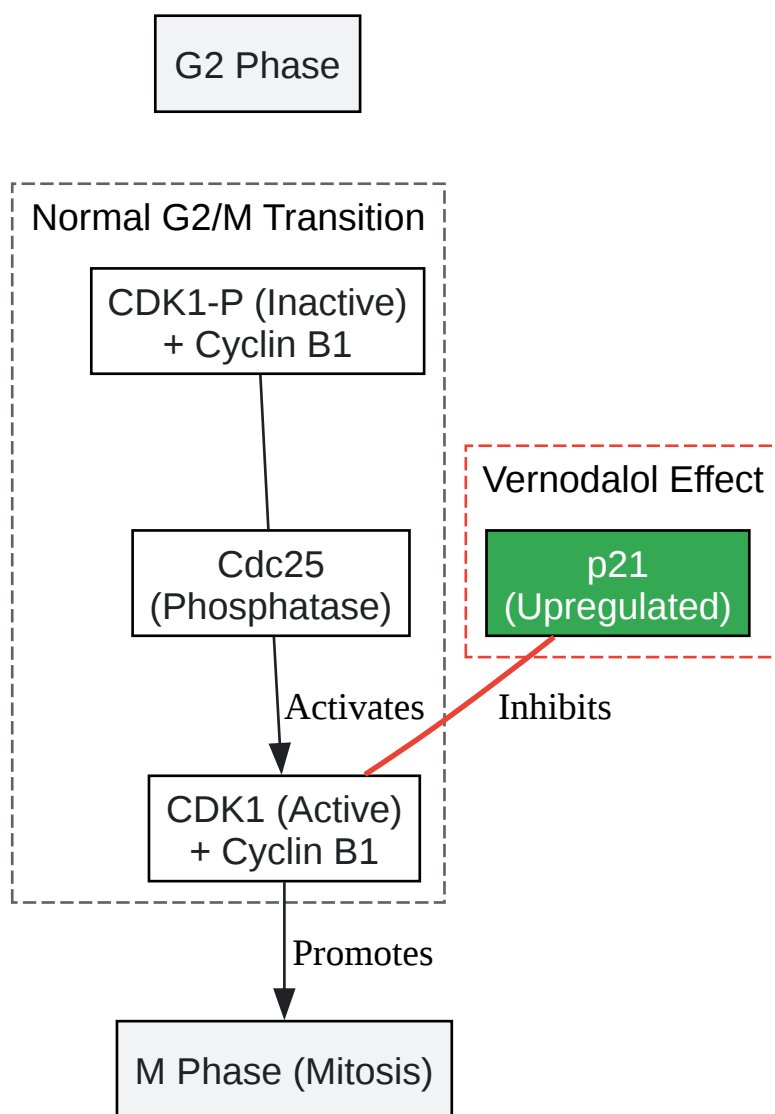 G2 Phase
Normal G2/M Transition
CDK1-P (Inactive)
+ Cyclin B1
Vernodalol Effect
Cdc25
(Phosphatase)
p21
(Upregulated)
Activates
Inhibits
CDK1 (Active)
+ Cyclin B1
Promotes
M Phase (Mitosis)